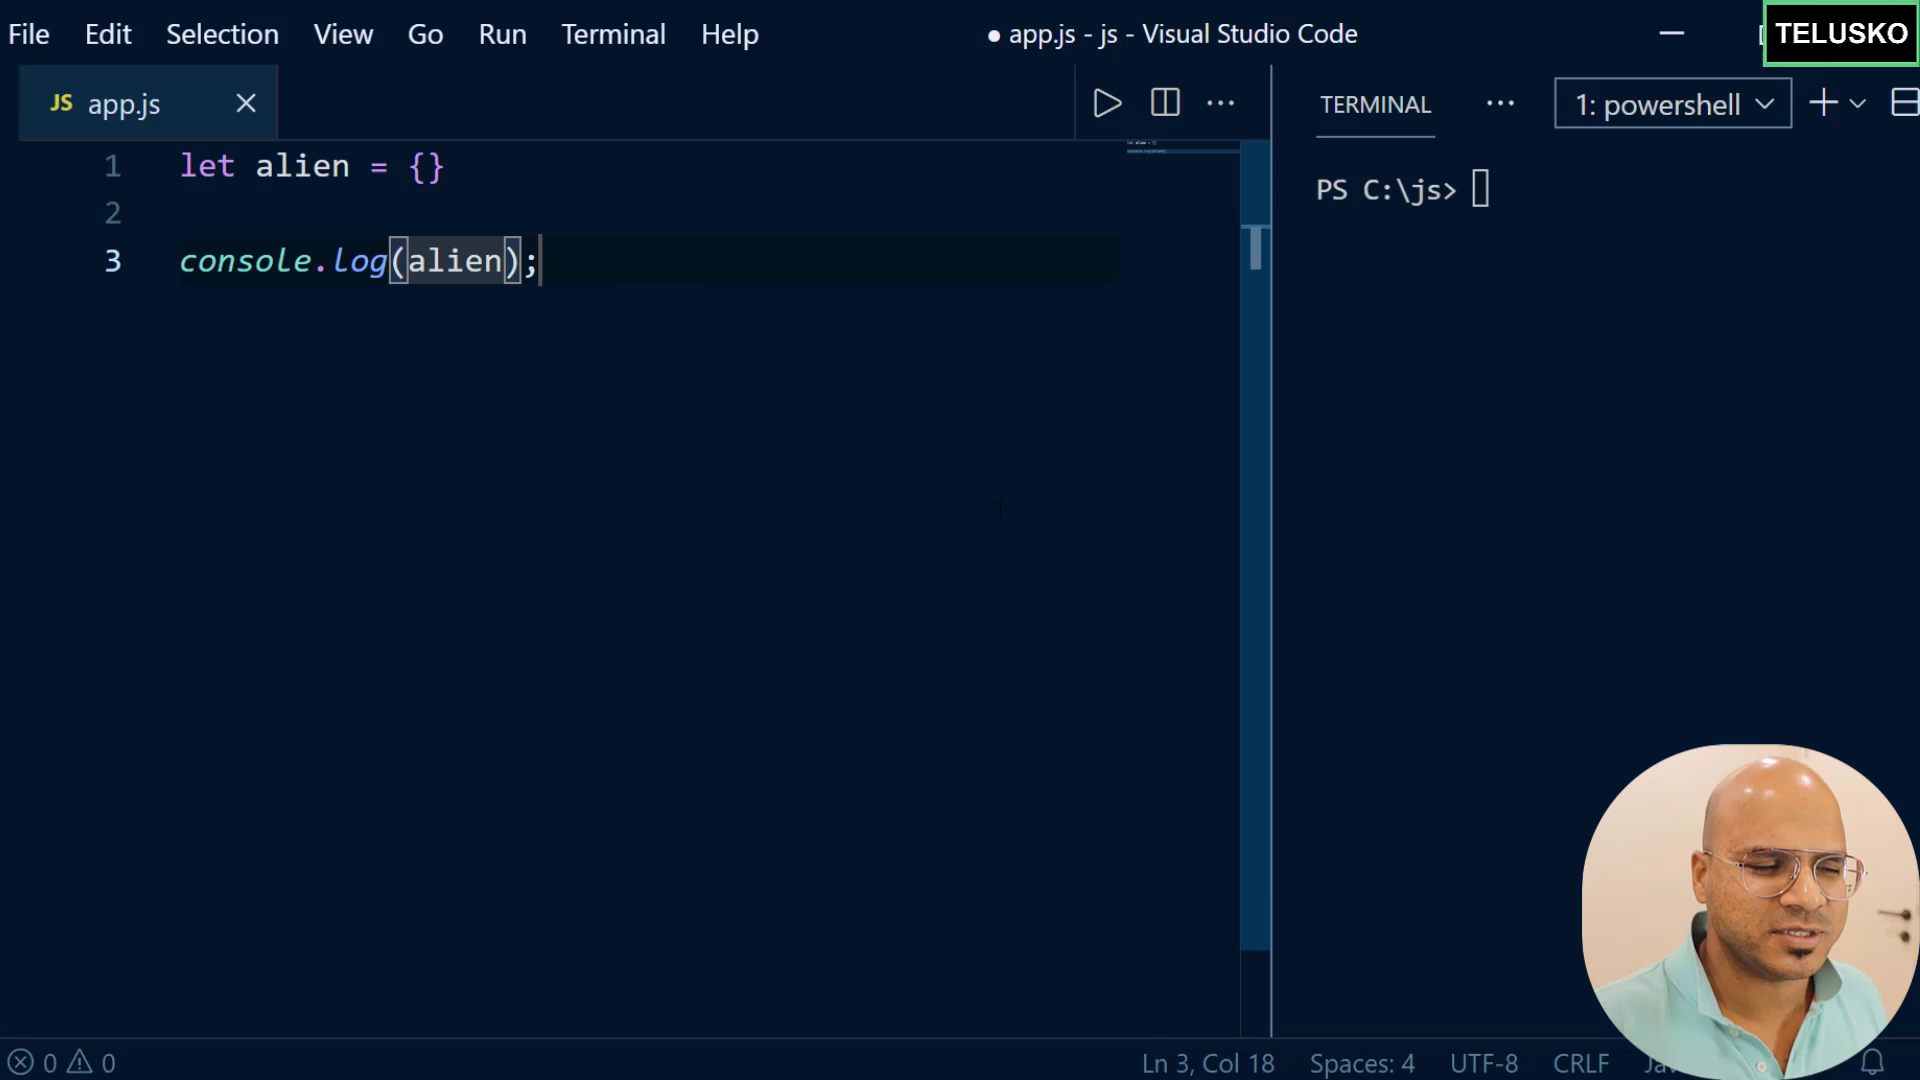 File Edit Selection View Go Run Terminal Help
● app.js - js - Visual Studio Code
TELUSKO
JS app.js
TERMINAL
1: powershell
1 let alien = {}
2
3 console.log(alien);
PS C:\js>
0 0
Ln 3, Col 18 Spaces: 4 UTF-8 CRLF